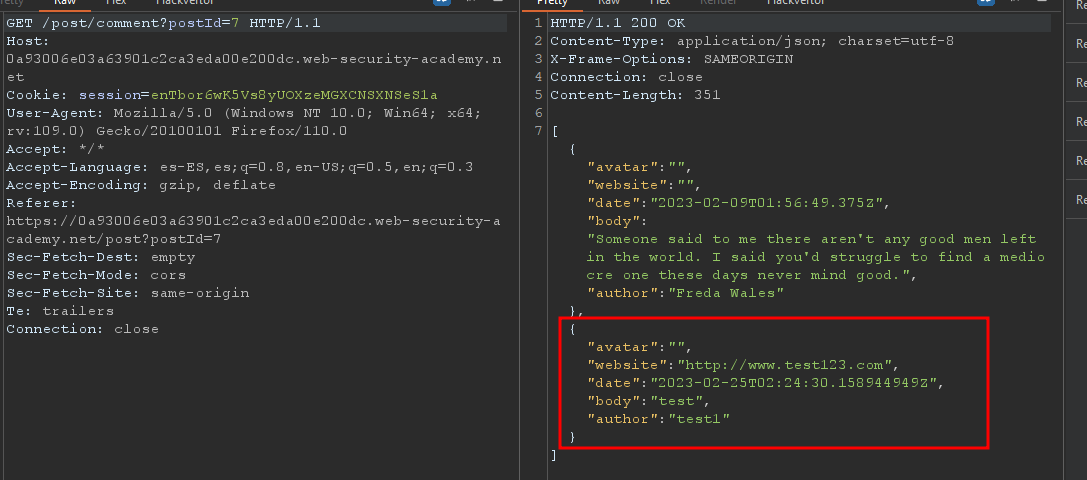 Pretty Raw Hex Hackvertor
GET /post/comment?postId=7 HTTP/1.1
Host:
0a93006e03a63901c2ca3eda00e200dc.web-security-academy.n
et
Cookie: session=enTbor6wK5Vs8yUOXzeMGXCNSXNSeSla
User-Agent: Mozilla/5.0 (Windows NT 10.0; Win64; x64;
rv:109.0) Gecko/20100101 Firefox/110.0
Accept: */*
Accept-Language: es-ES,es;q=0.8,en-US;q=0.5,en;q=0.3
Accept-Encoding: gzip, deflate
Referer:
https://0a93006e03a63901c2ca3eda00e200dc.web-security-a
cademy.net/post?postId=7
Sec-Fetch-Dest: empty
Sec-Fetch-Mode: cors
Sec-Fetch-Site: same-origin
Te: trailers
Connection: close
Pretty Raw Hex Render Hackvertor
1 HTTP/1.1 200 OK
2 Content-Type: application/json; charset=utf-8
3 X-Frame-Options: SAMEORIGIN
4 Connection: close
5 Content-Length: 351
6
7 [
{
"avatar":"",
"website":"",
"date":"2023-02-09T01:56:49.375Z",
"body":
"Someone said to me there aren't any good men left
in the world. I said you'd struggle to find a medio
cre one these days never mind good.",
"author":"Freda Wales"
},
{
"avatar":"",
"website":"http://www.test123.com",
"date":"2023-02-25T02:24:30.158944949Z",
"body":"test",
"author":"test1"
}
]
Re
Re
Re
Re
Re
Re